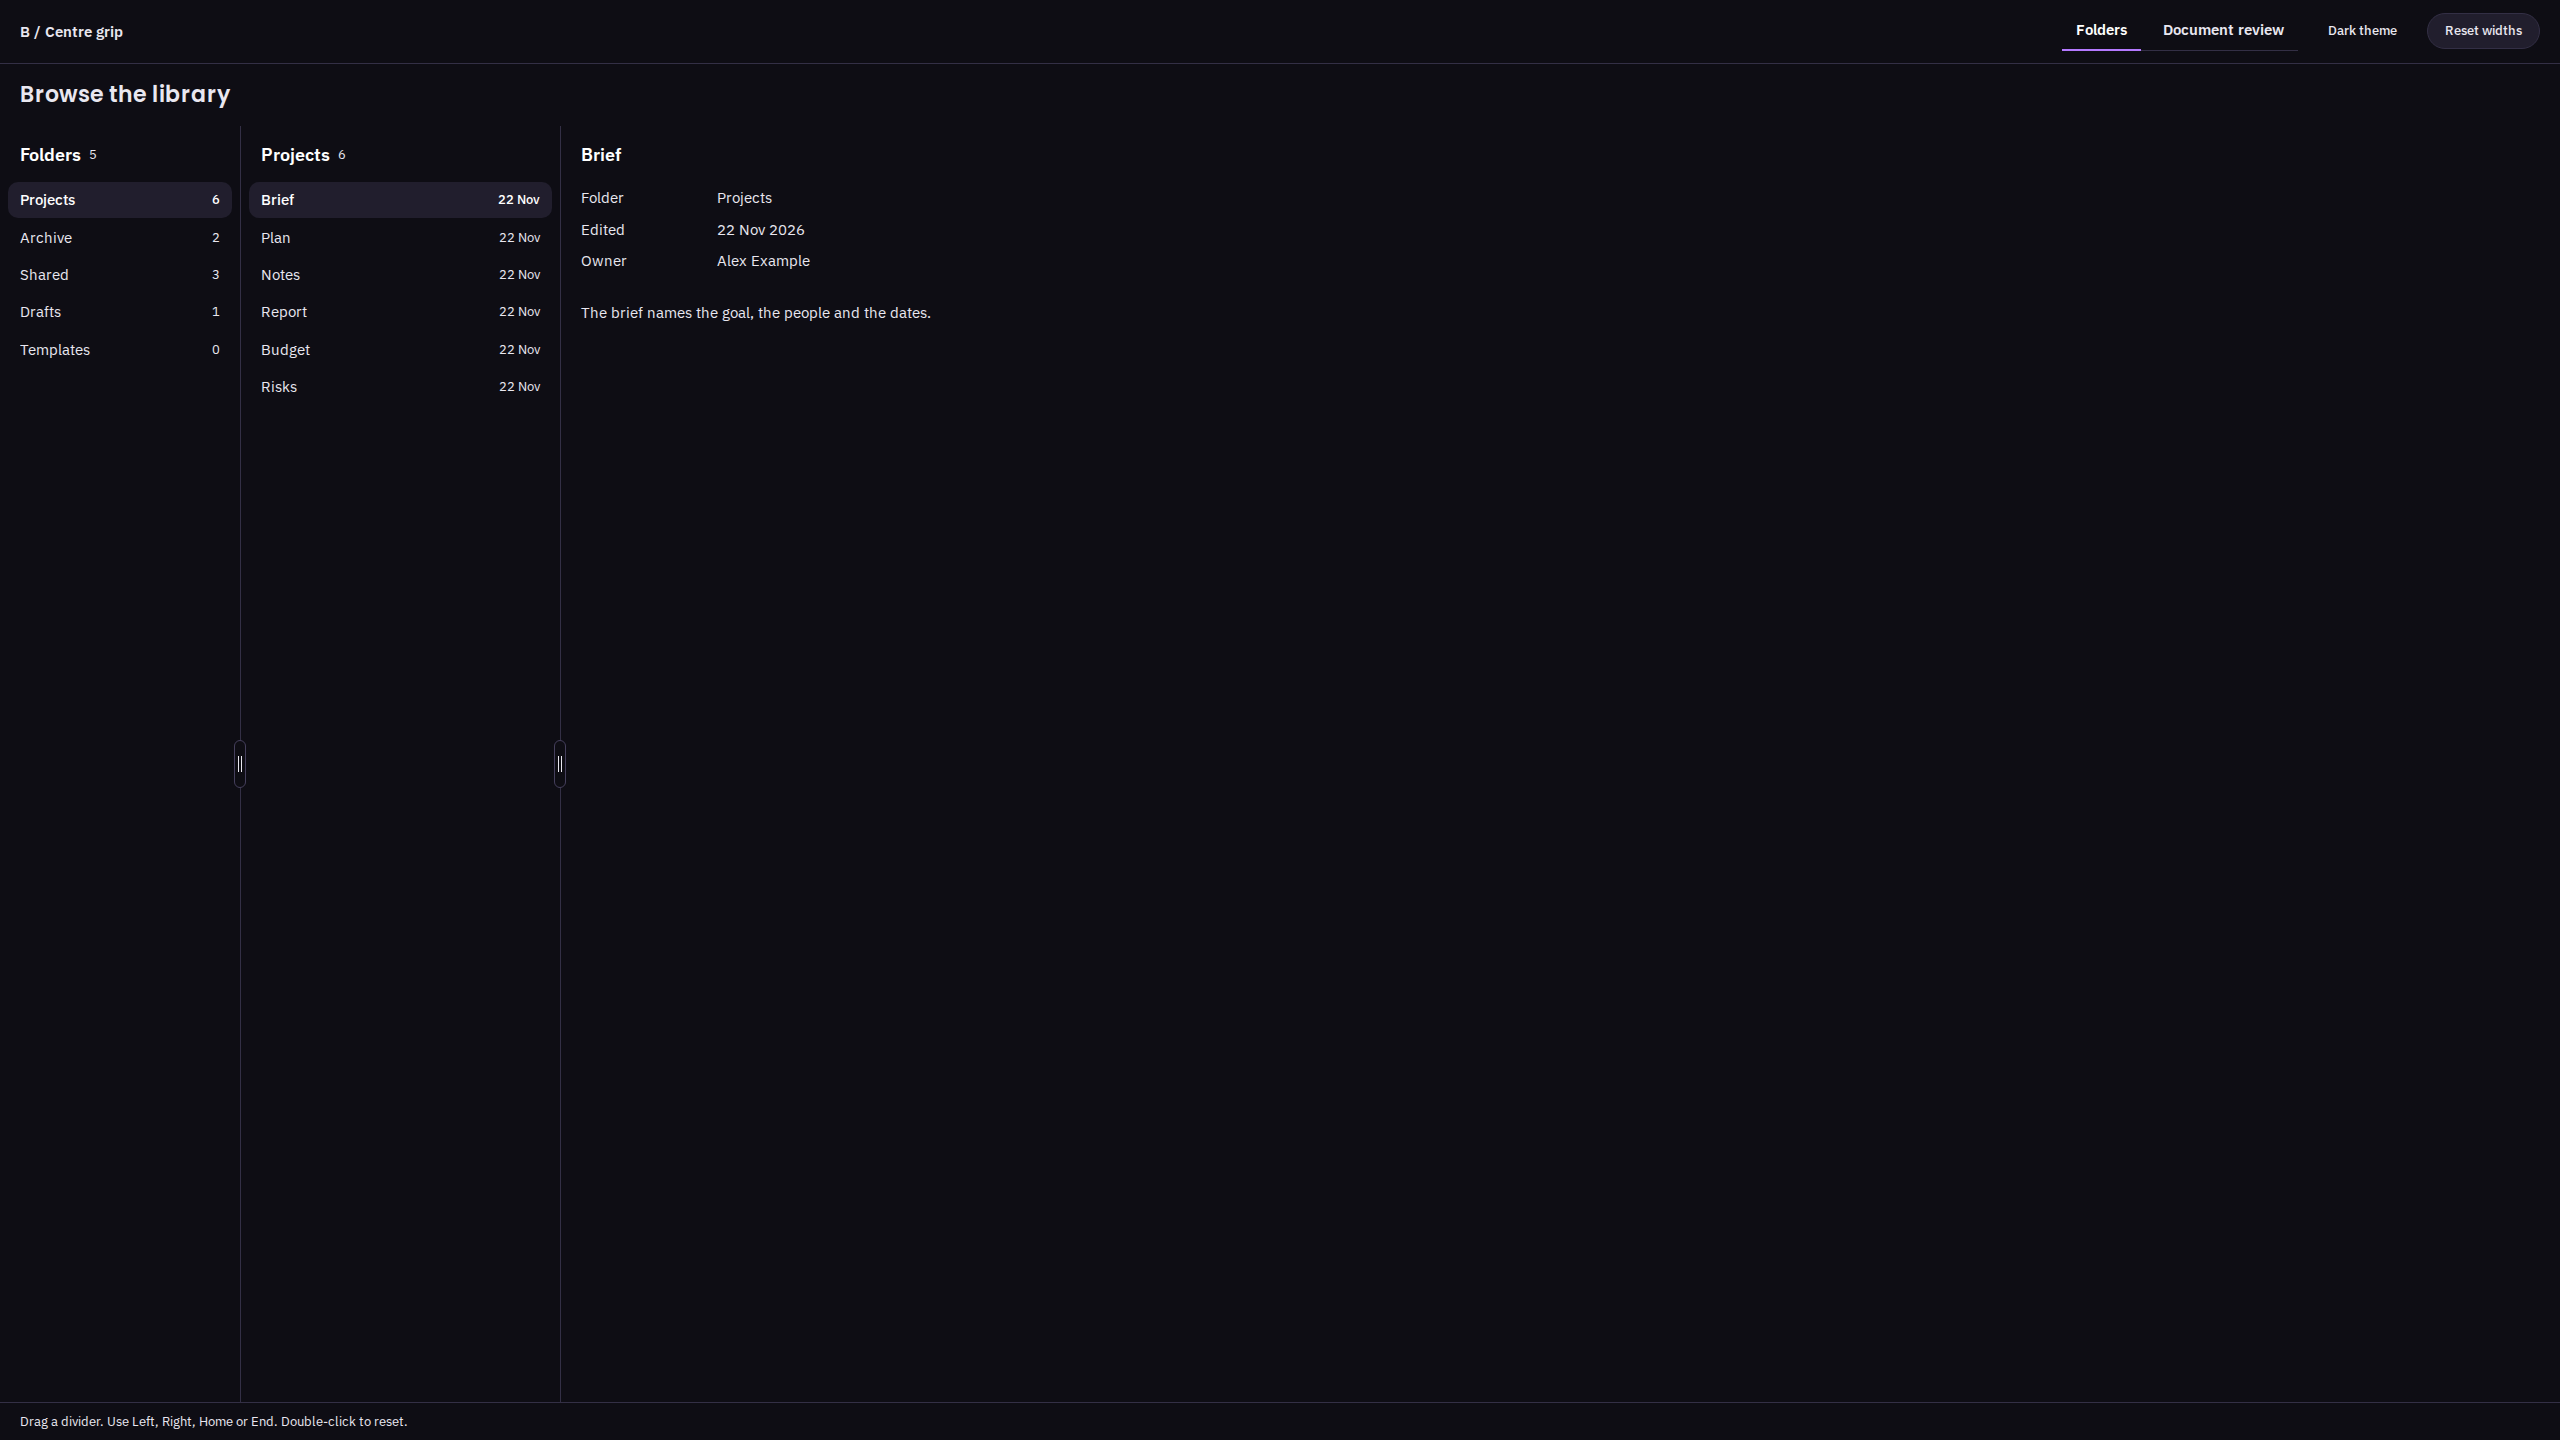 B / Centre grip
Folders
Document review
Dark theme
Reset widths
Browse the library
Folders 5
Projects 6
Archive 2
Shared 3
Drafts 1
Templates 0
Projects 6
Brief 22 Nov
Plan 22 Nov
Notes 22 Nov
Report 22 Nov
Budget 22 Nov
Risks 22 Nov
Brief
Folder Projects
Edited 22 Nov 2026
Owner Alex Example
The brief names the goal, the people and the dates.
Drag a divider. Use Left, Right, Home or End. Double-click to reset.